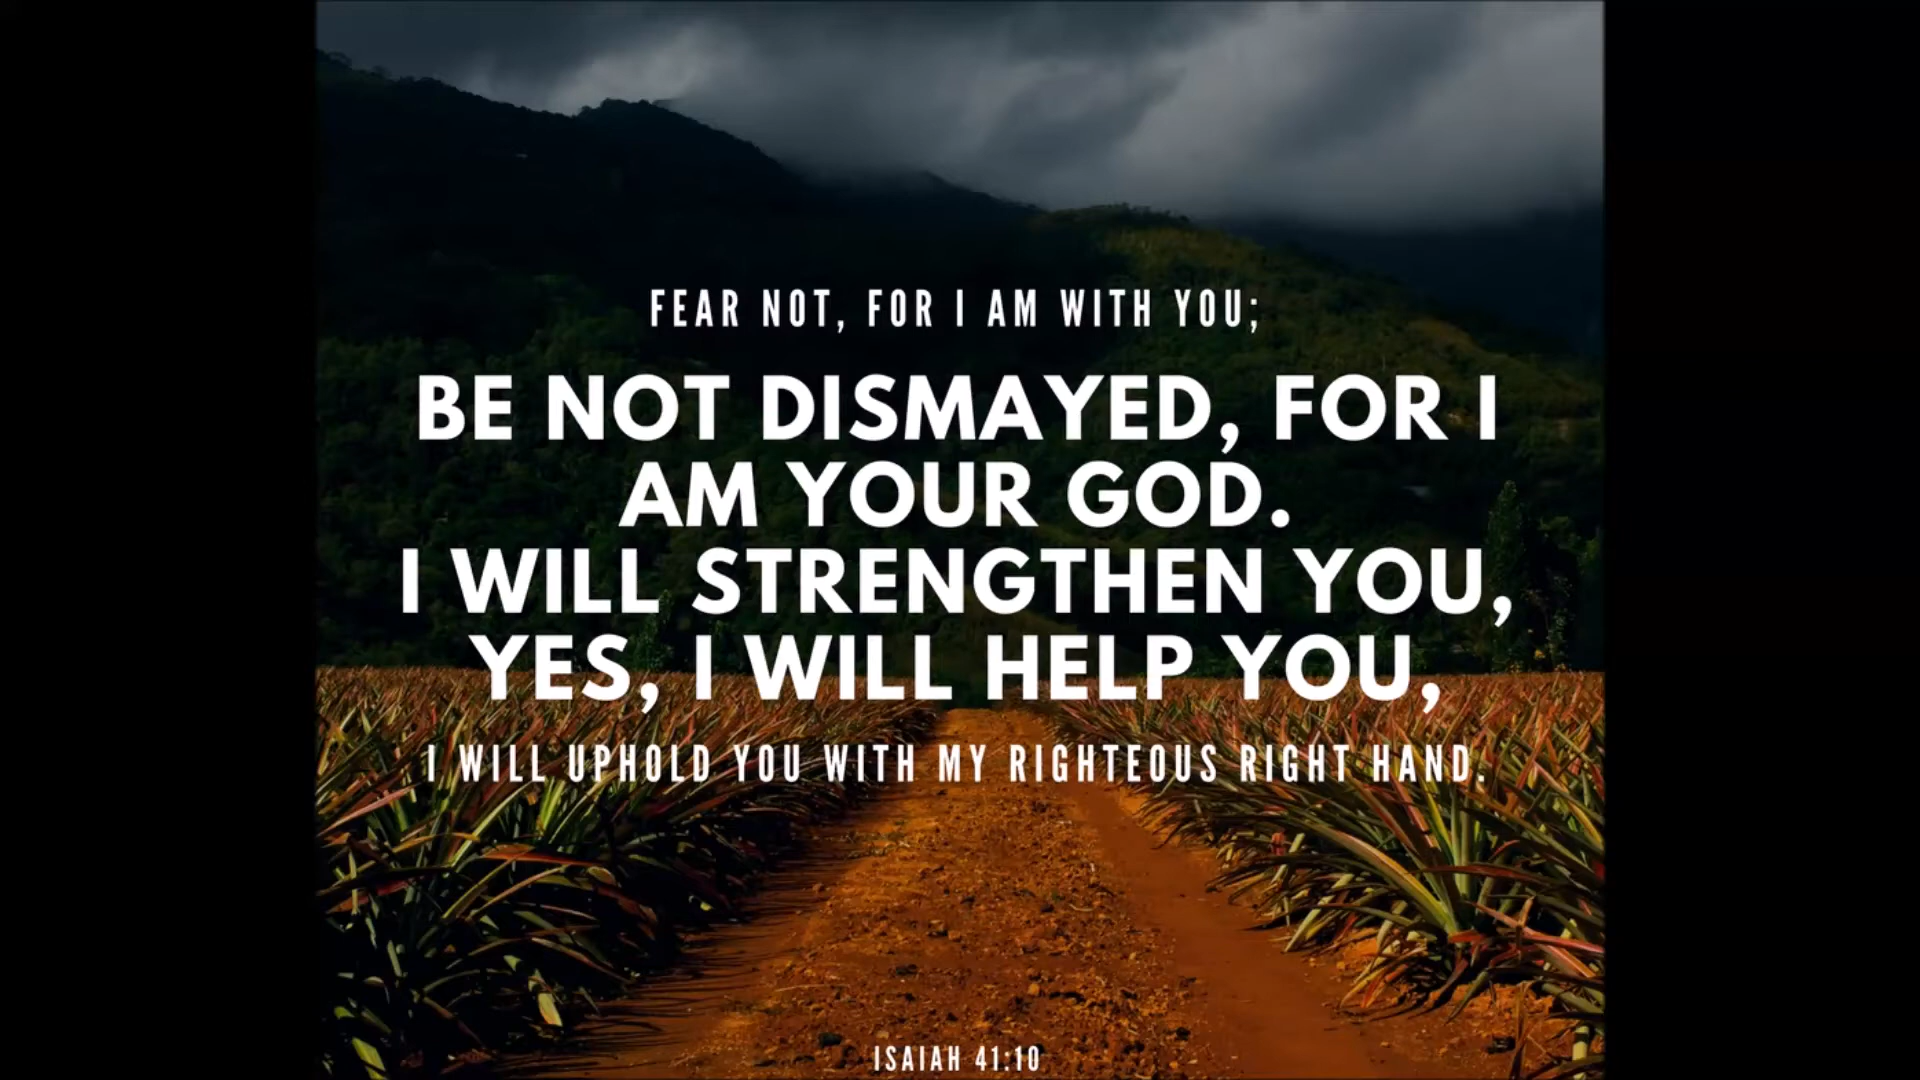 FEAR NOT, FOR I AM WITH YOU;
BE NOT DISMAYED, FOR I
AM YOUR GOD.
I WILL STRENGTHEN YOU,
YES, I WILL HELP YOU,
I WILL UPHOLD YOU WITH MY RIGHTEOUS RIGHT HAND.
ISAIAH 41:10